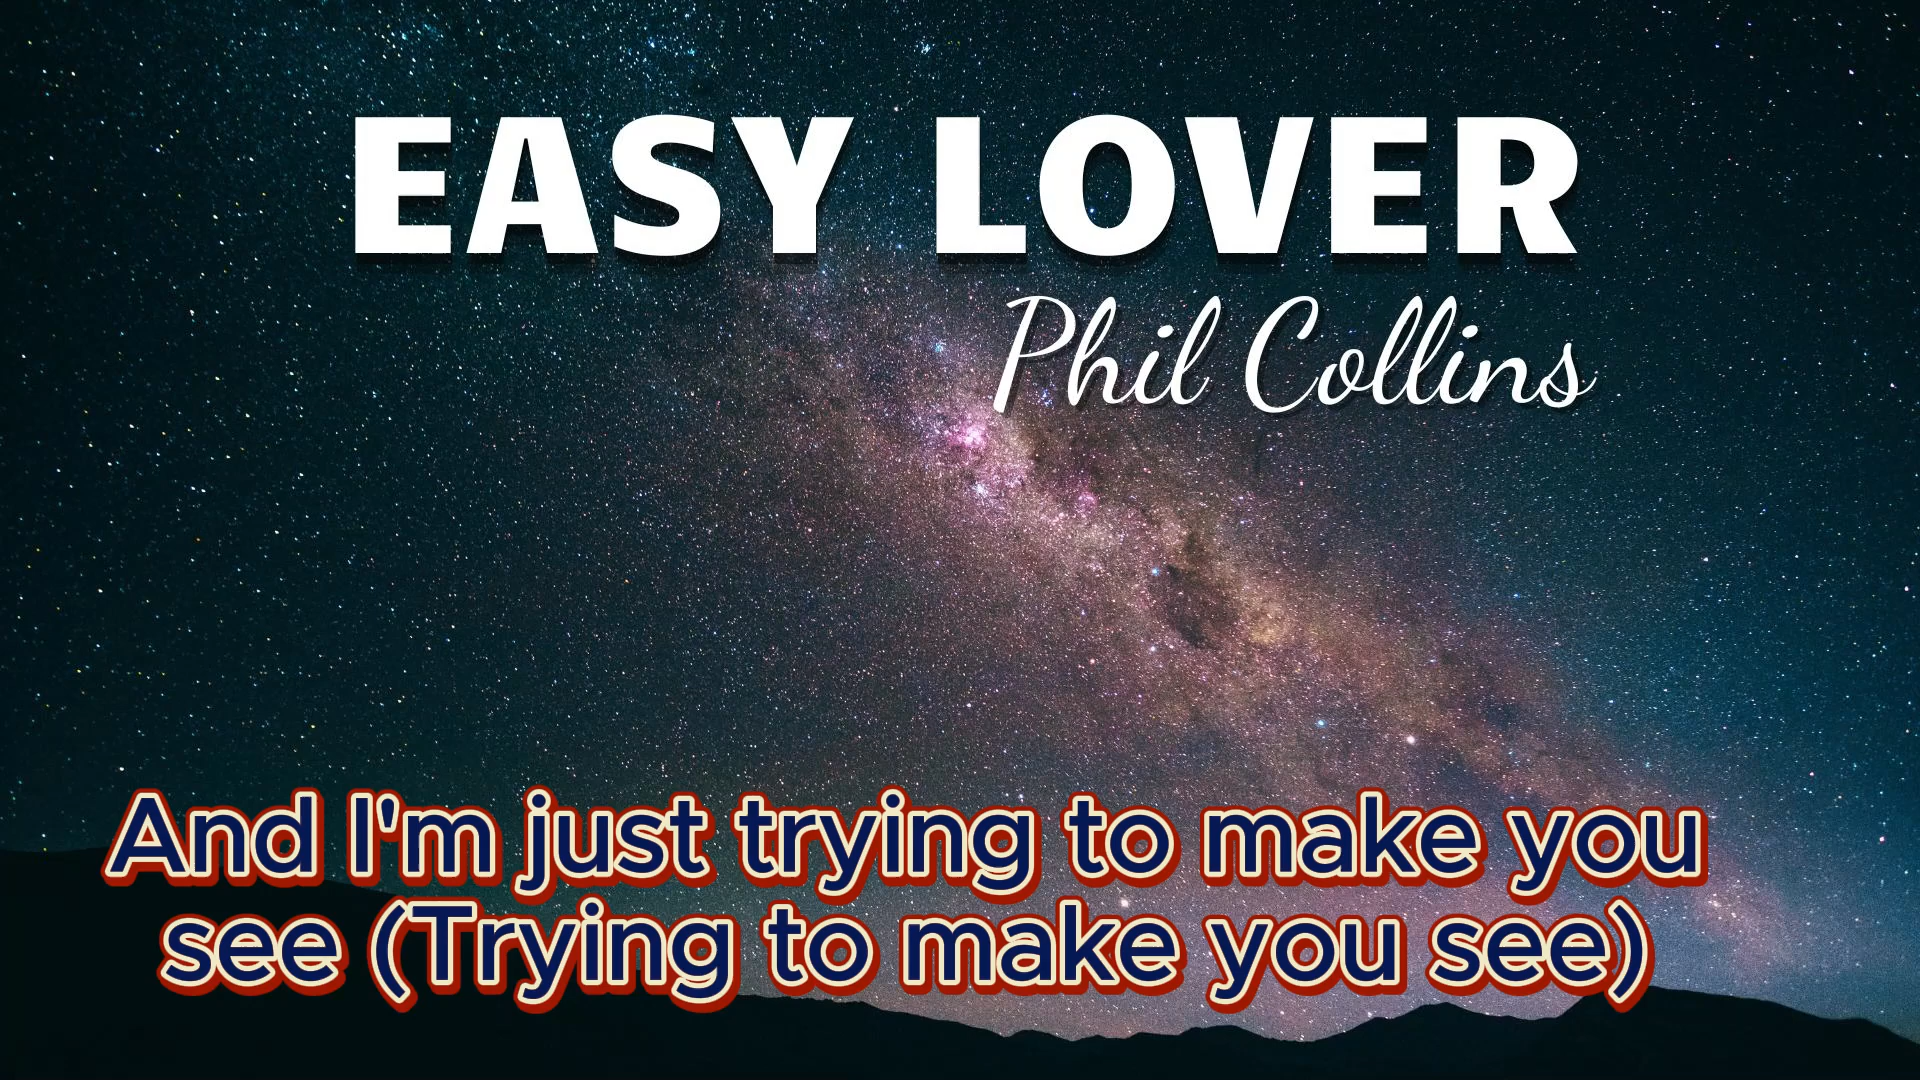 EASY LOVER
Phil Collins
And I'm just trying to make you
see (Trying to make you see)